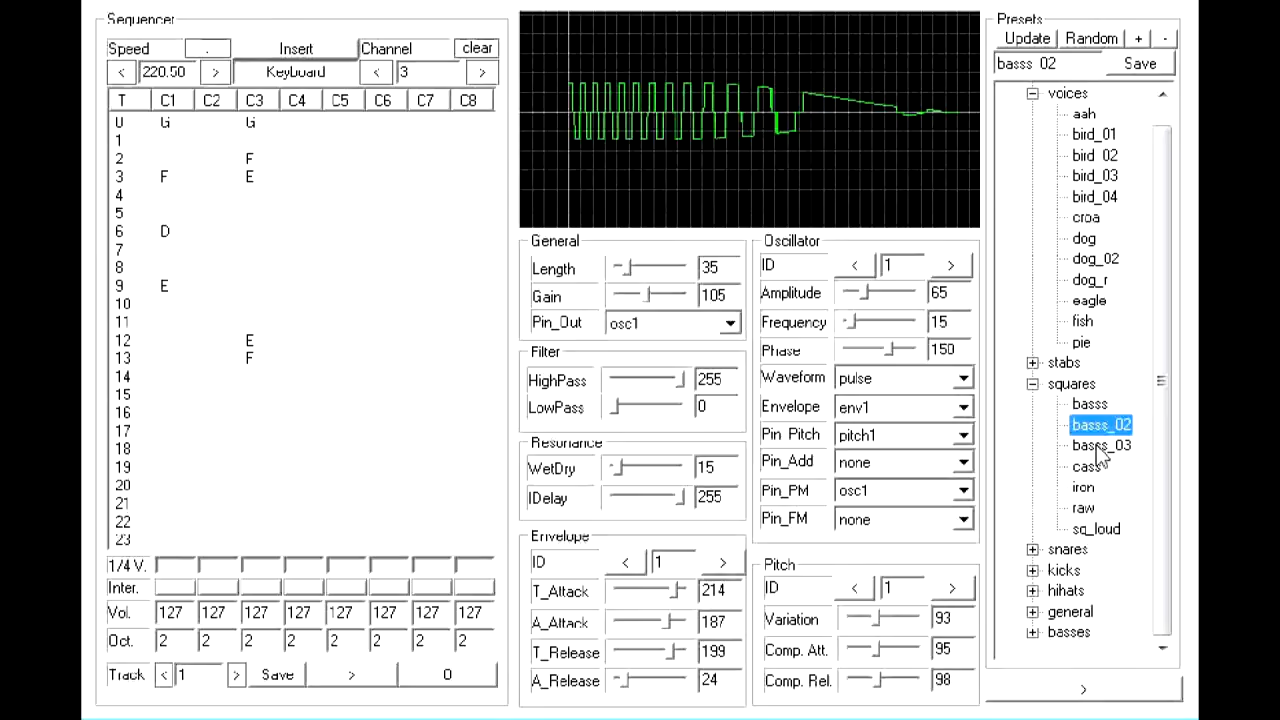 Sequencer
Speed . Insert Channel clear
< 220.50 > Keyboard < 3 >
T C1 C2 C3 C4 C5 C6 C7 C8
0 G G
1
2 F
3 F E
4
5
6 D
7
8
9 E
10
11
12 E
13 F
14
15
16
17
18
19
20
21
22
23
1/4 V.
Inter.
Vol. 127 127 127 127 127 127 127 127
Oct. 2 2 2 2 2 2 2 2
Track < 1 > Save > 0
General
Length 35
Gain 105
Pin_Out osc1
Filter
HighPass 255
LowPass 0
Resonance
WetDry 15
IDelay 255
Envelope
ID < 1 >
T_Attack 214
A_Attack 187
T_Release 199
A_Release 24
Oscillator
ID < 1 >
Amplitude 65
Frequency 15
Phase 150
Waveform pulse
Envelope env1
Pin_Pitch pitch1
Pin_Add none
Pin_PM osc1
Pin_FM none
Pitch
ID < 1 >
Variation 93
Comp. Att. 95
Comp. Rel. 98
Presets
Update Random + -
basss_02 Save
voices
aah
bird_01
bird_02
bird_03
bird_04
croa
dog
dog_02
dog_r
eagle
fish
pie
stabs
squares
basss
basss_02
basss_03
iron
raw
sq_loud
snares
kicks
hihats
general
basses
>